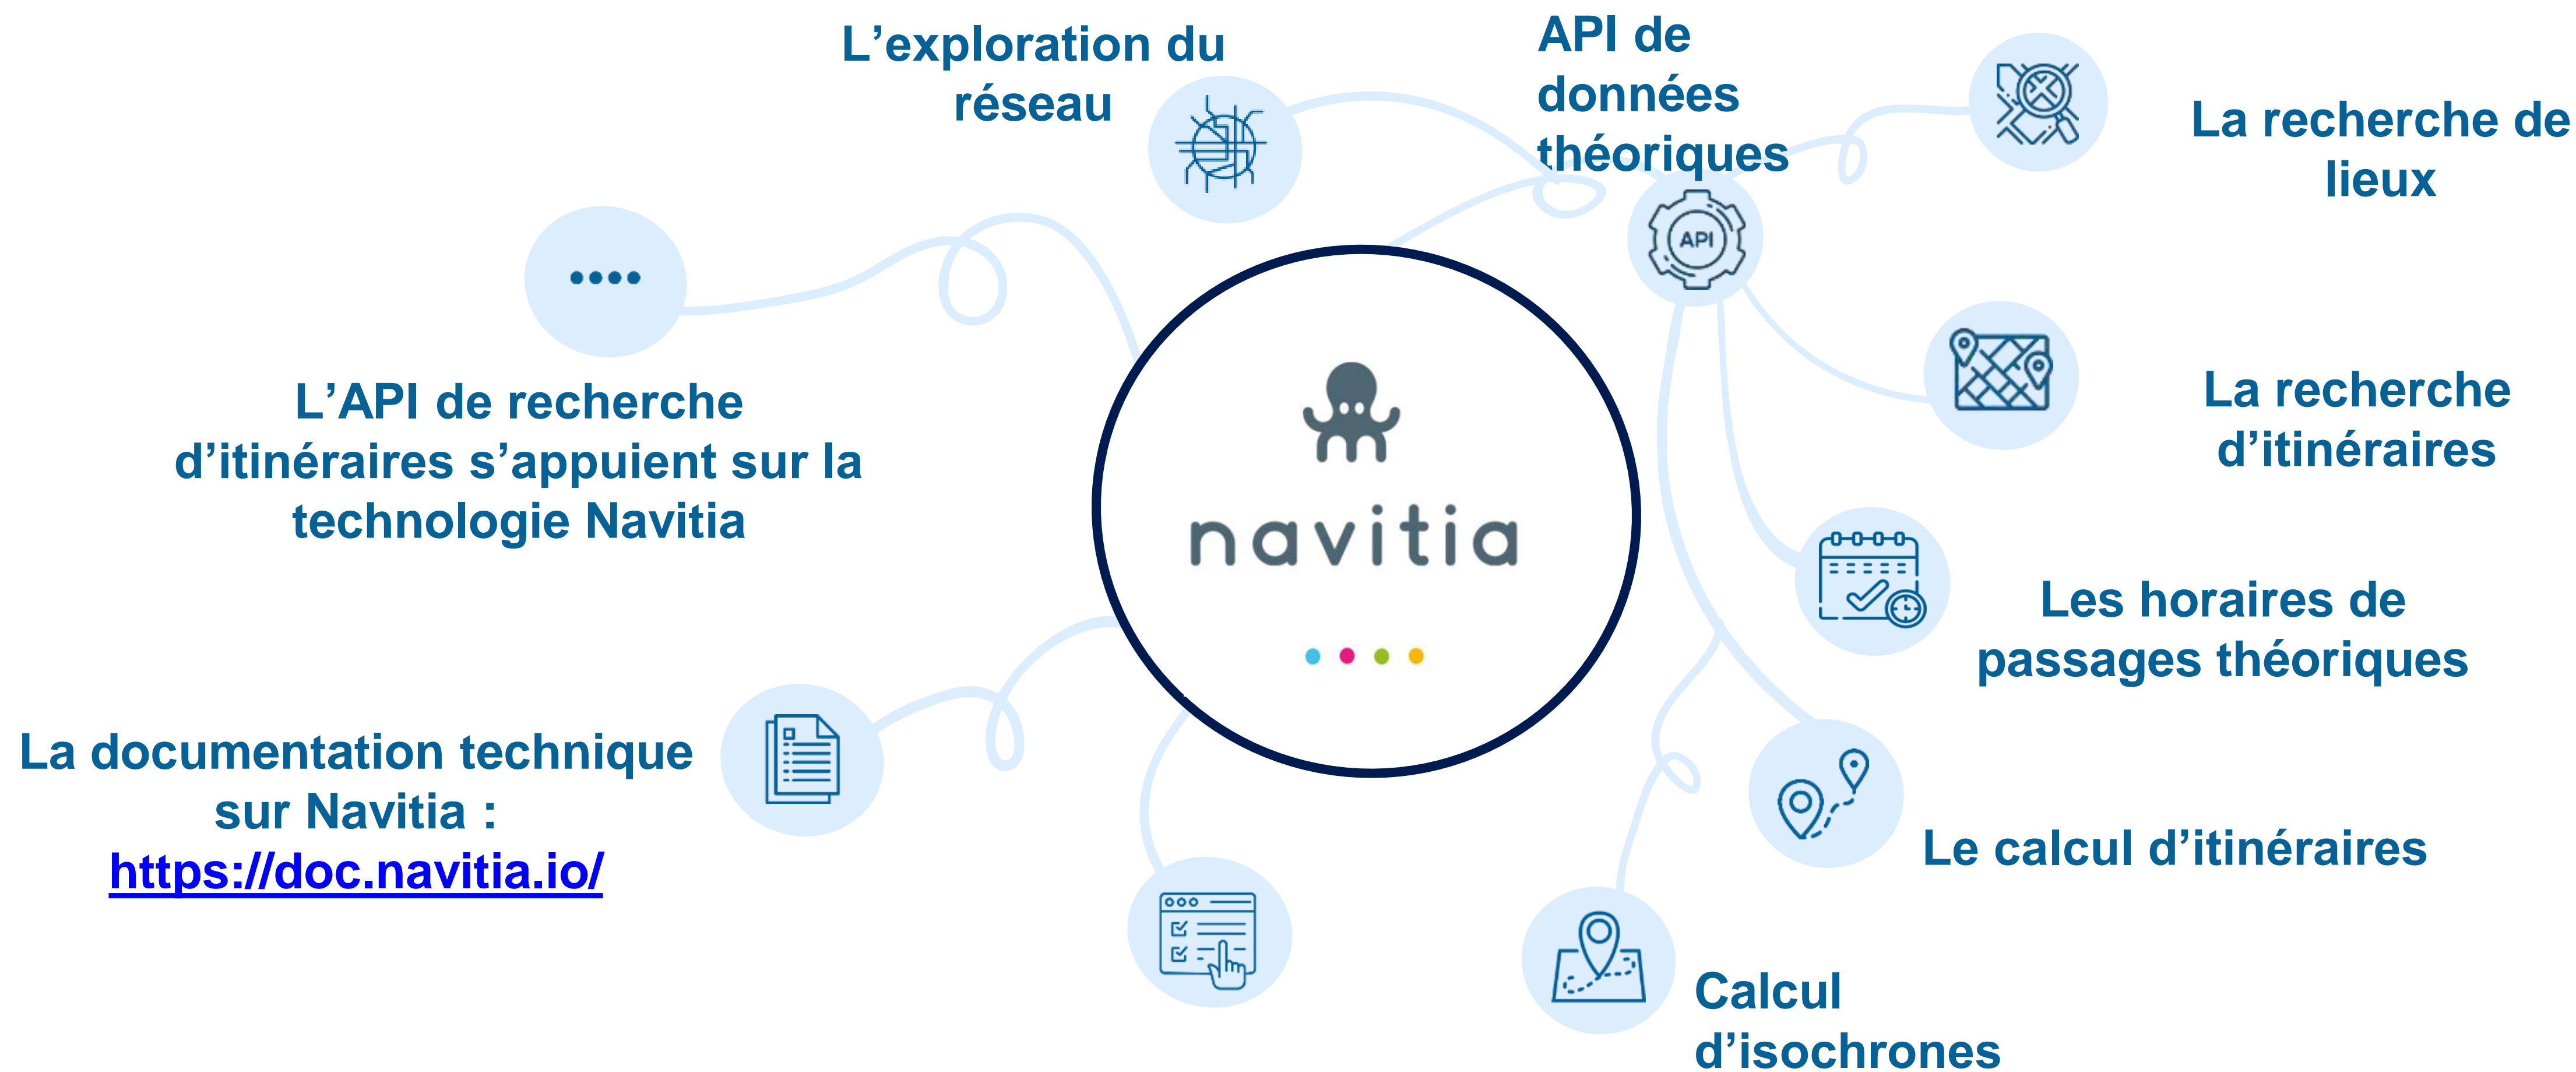 L’exploration du
réseau
API de
données
théoriques
API
La recherche de
lieux
L’API de recherche
d’itinéraires s’appuient sur la
technologie Navitia
navitia
La recherche
d’itinéraires
Les horaires de
passages théoriques
La documentation technique
sur Navitia :
https://doc.navitia.io/
Le calcul d’itinéraires
Calcul
d’isochrones